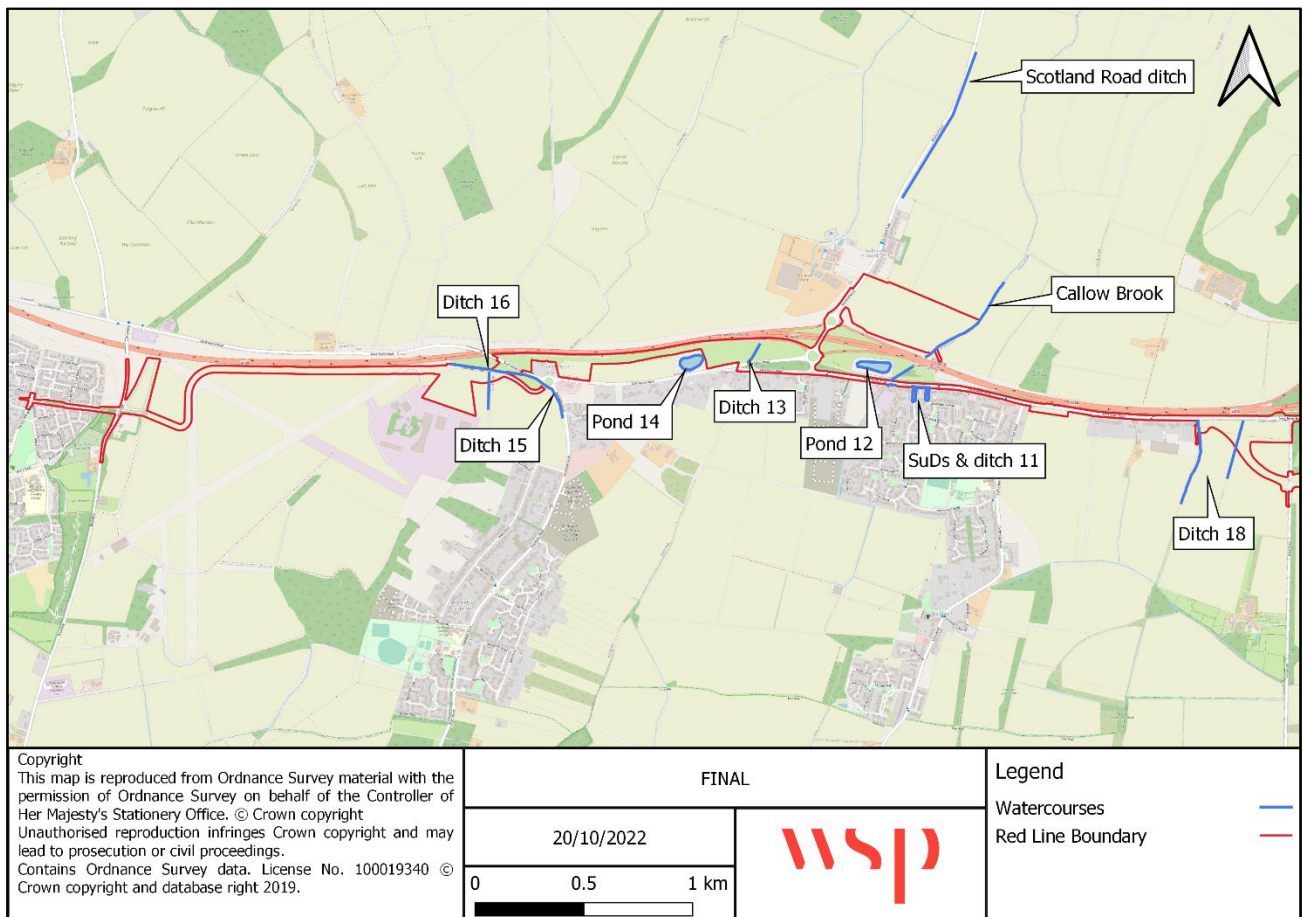 Scotland Road ditch
Callow Brook
Ditch 16
Ditch 15
Pond 14
Ditch 13
Pond 12
SuDs & ditch 11
Ditch 18
Copyright
This map is reproduced from Ordnance Survey material with the
permission of Ordnance Survey on behalf of the Controller of
Her Majesty's Stationery Office. © Crown copyright
Unauthorised reproduction infringes Crown copyright and may
lead to prosecution or civil proceedings.
Contains Ordnance Survey data. License No. 100019340 ©
Crown copyright and database right 2019.
FINAL
20/10/2022
0 0.5 1 km
wsp
Legend
Watercourses
Red Line Boundary